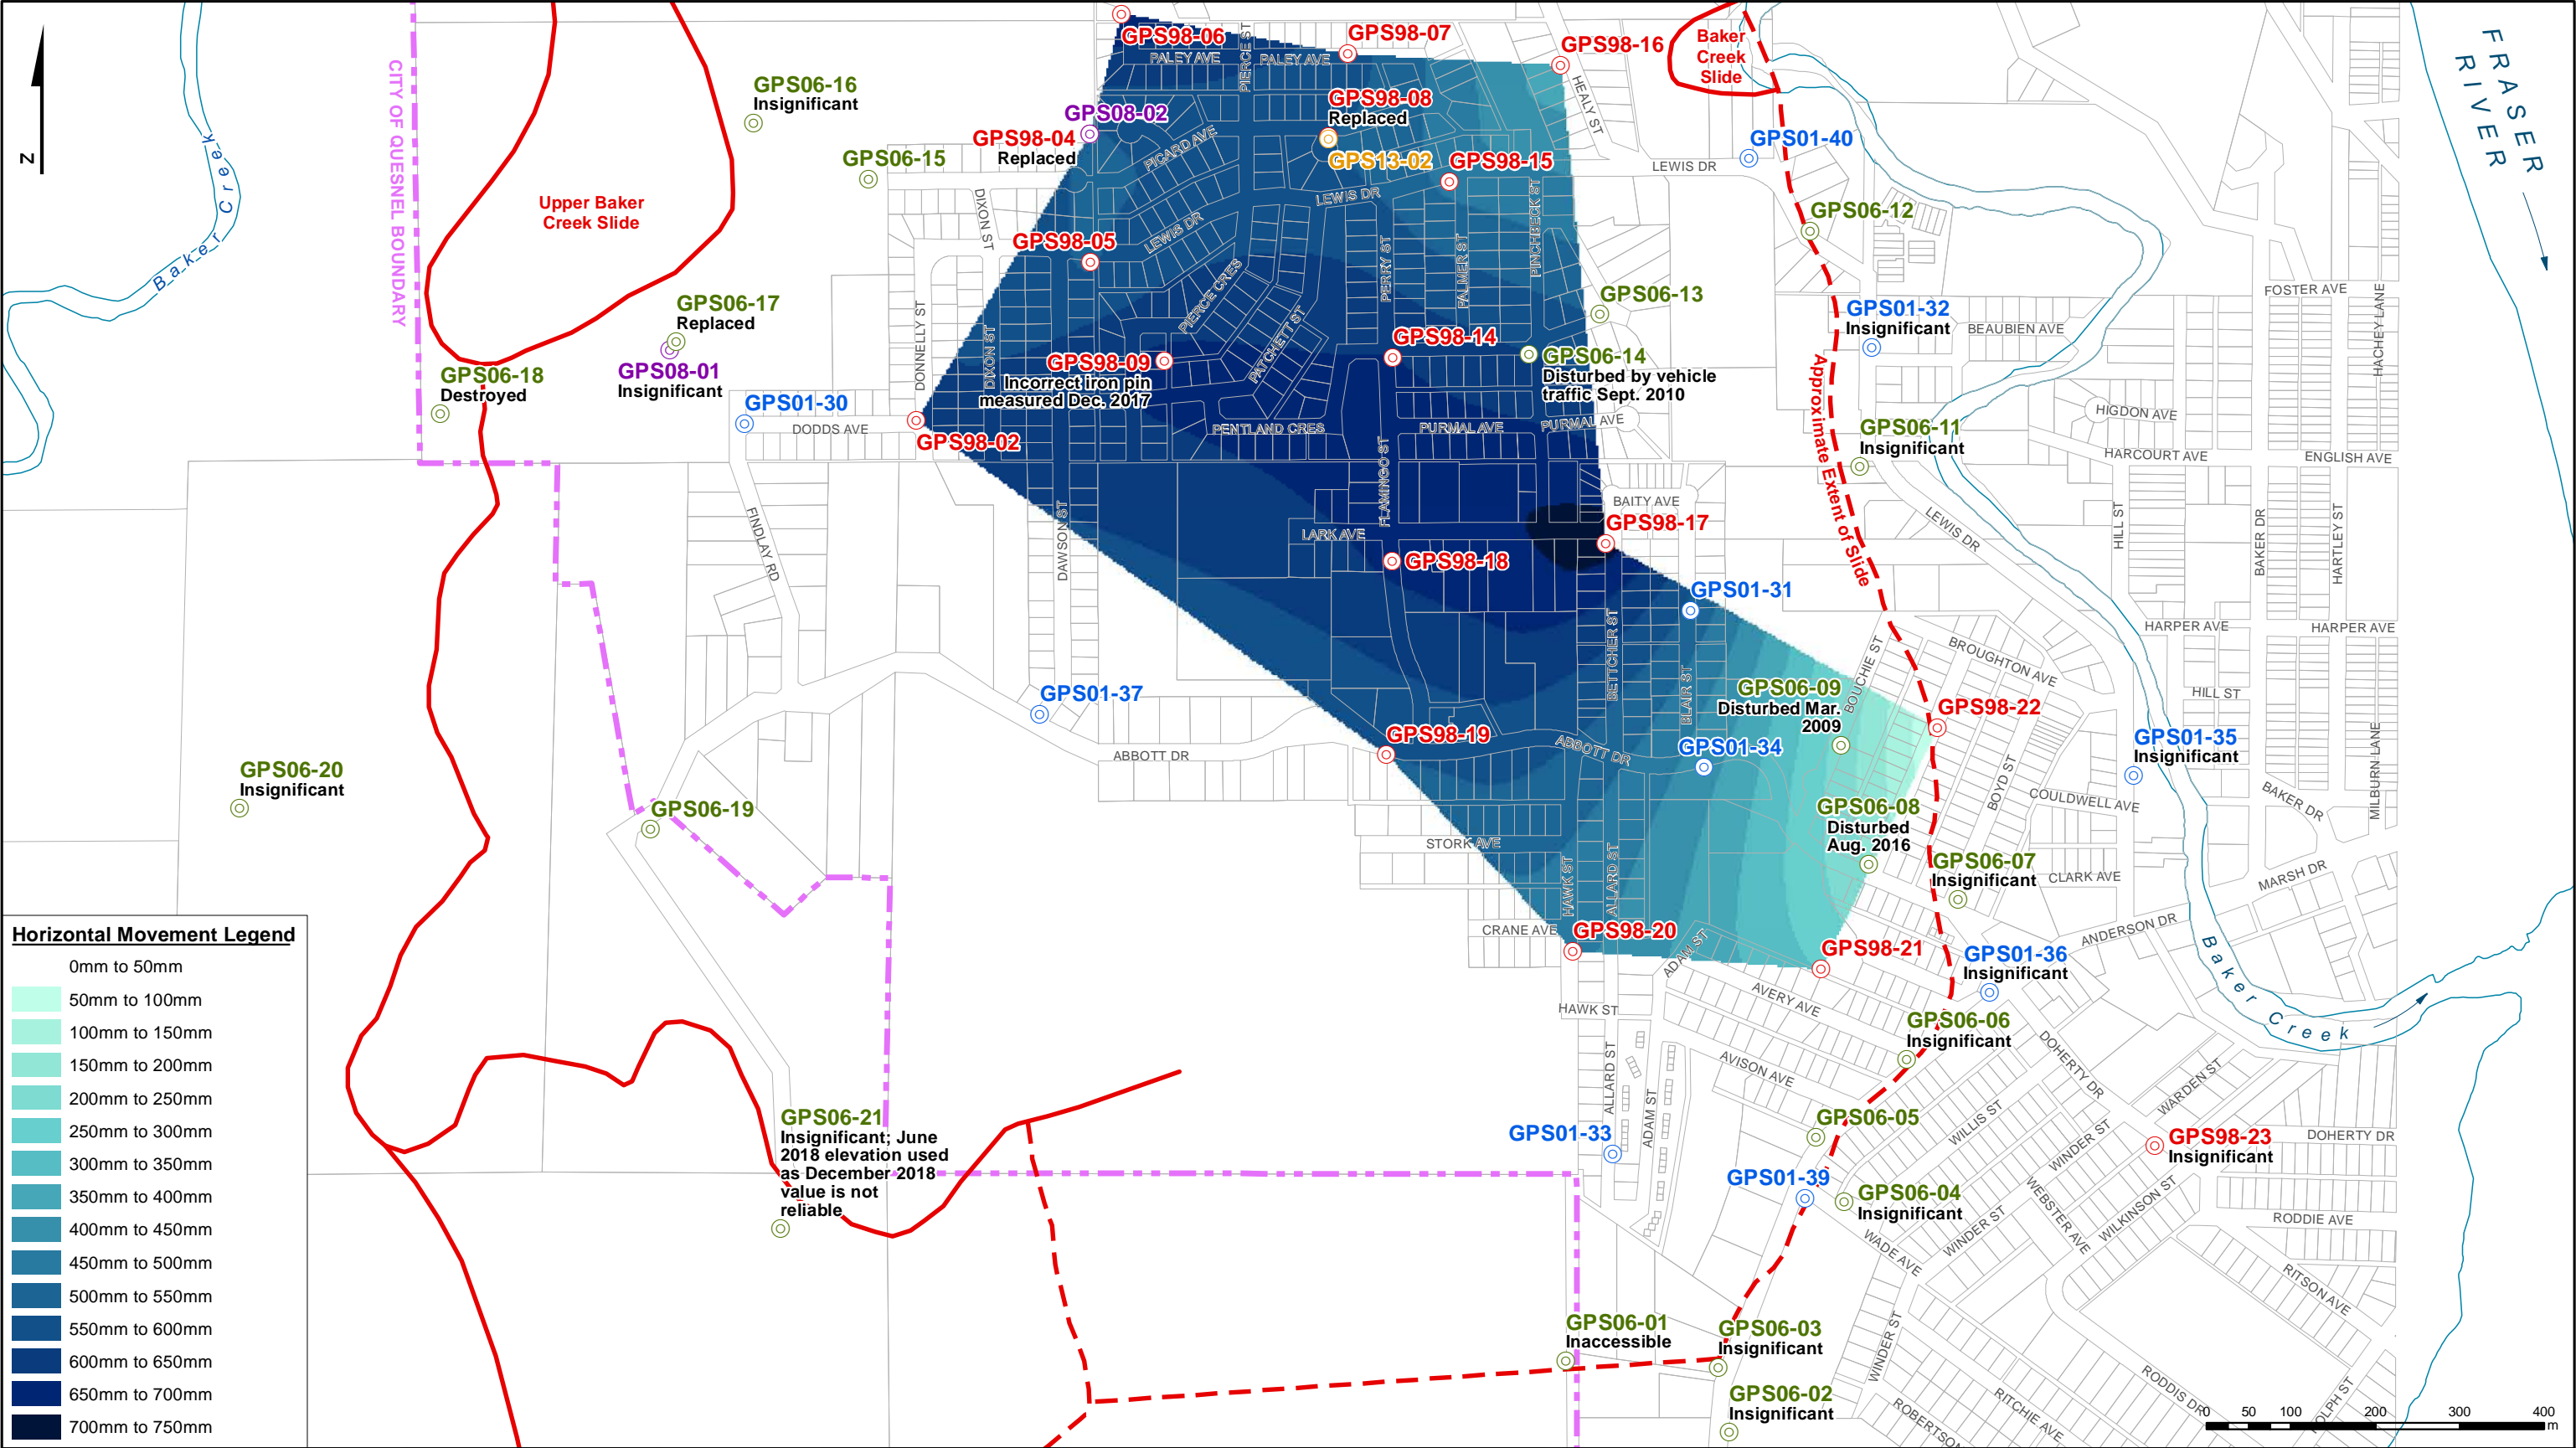 GPS98-06
PALEY AVE
PIERCE ST
PALEY AVE
GPS98-07
GPS98-16
HEALY ST
Baker
Creek
Slide
FRASER
RIVER
CITY OF QUESNEL BOUNDARY
Baker Creek
N
GPS06-16
Insignificant
GPS08-02
GPS98-04
Replaced
PICARD AVE
GPS98-08
Replaced
GPS13-02
GPS98-15
GPS01-40
LEWIS DR
GPS06-15
Upper Baker
Creek Slide
DIXON ST
LEWIS DR
LEWIS DR
PINCHBECK ST
GPS06-12
GPS98-05
PERRY ST
PALMER ST
PIERCE CRES
PATCHETT ST
GPS06-13
FOSTER AVE
GPS06-17
Replaced
GPS08-01
Insignificant
DONNELLY ST
DIXON ST
GPS98-09
Incorrect iron pin
measured Dec. 2017
GPS98-14
GPS06-14
Disturbed by vehicle
traffic Sept. 2010
GPS01-32
Insignificant
BEAUBIEN AVE
HACHEY LANE
GPS06-18
Destroyed
GPS01-30
DODDS AVE
GPS98-02
PENTLAND CRES
PURMAL AVE
PURMAL AVE
Approximate Extent of Slide
HIGDON AVE
GPS06-11
Insignificant
HARCOURT AVE
ENGLISH AVE
FLAMINGO ST
BAITY AVE
FINDLAY RD
DAWSON ST
LARK AVE
GPS98-17
GPS98-18
LEWIS DR
HILL ST
BAKER DR
HARTLEY ST
GPS01-31
BETTCHER ST
BLAIR ST
BOUCHIE ST
BROUGHTON AVE
HARPER AVE
HARPER AVE
HILL ST
GPS01-37
GPS06-09
Disturbed Mar.
2009
GPS98-22
ABBOTT DR
GPS98-19
ABBOTT DR
GPS01-34
GPS01-35
Insignificant
MILBURN LANE
BOYD ST
COULDWELL AVE
BAKER DR
GPS06-20
Insignificant
GPS06-19
GPS06-08
Disturbed
Aug. 2016
STORK AVE
HAWK ST
ALLARD ST
GPS06-07
Insignificant
CLARK AVE
MARSH DR
CRANE AVE
GPS98-20
ADAM ST
GPS98-21
ANDERSON DR
GPS01-36
Insignificant
Baker Creek
HAWK ST
AVERY AVE
GPS06-06
Insignificant
DOHERTY DR
AVISON AVE
ALLARD ST
ADAM ST
WARDEN ST
GPS06-21
Insignificant; June
2018 elevation used
as December 2018
value is not
reliable
GPS01-33
GPS06-05
WILLIS ST
WINDER ST
GPS98-23
Insignificant
DOHERTY DR
GPS01-39
GPS06-04
Insignificant
WEBSTER AVE
WILKINSON ST
WINDER ST
WADE AVE
RODDIE AVE
RITSON AVE
GPS06-01
Inaccessible
GPS06-03
Insignificant
WINDER ST
GPS06-02
Insignificant
RITCHIE AVE
RODDIS DR
0 50 100 200 300 400
m
Horizontal Movement Legend
0mm to 50mm
50mm to 100mm
100mm to 150mm
150mm to 200mm
200mm to 250mm
250mm to 300mm
300mm to 350mm
350mm to 400mm
400mm to 450mm
450mm to 500mm
500mm to 550mm
550mm to 600mm
600mm to 650mm
650mm to 700mm
700mm to 750mm